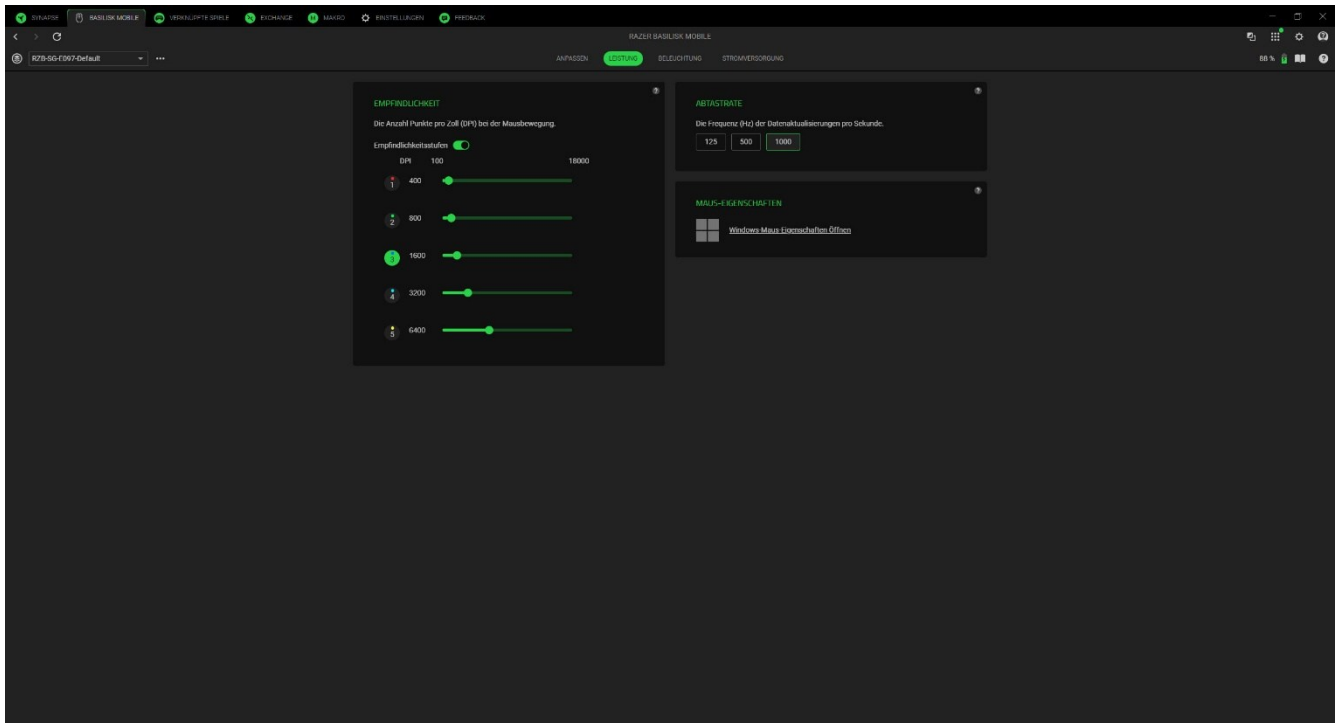 SYNAPSE BASILISK MOBILE VERKNÜPFTE SPIELE EXCHANGE MAKRO EINSTELLUNGEN FEEDBACK
RAZER BASILISK MOBILE
RZB-SG-E097-Default ANPASSEN LEISTUNG BELEUCHTUNG STROMVERSORGUNG 88 %
EMPFINDLICHKEIT
Die Anzahl Punkte pro Zoll (DPI) bei der Mausbewegung.
Empfindlichkeitsstufen
DPI 100 18000
1 400
2 800
3 1600
4 3200
5 6400
ABTASTRATE
Die Frequenz (Hz) der Datenaktualisierungen pro Sekunde.
125 500 1000
MAUS-EIGENSCHAFTEN
Windows-Maus-Eigenschaften Öffnen